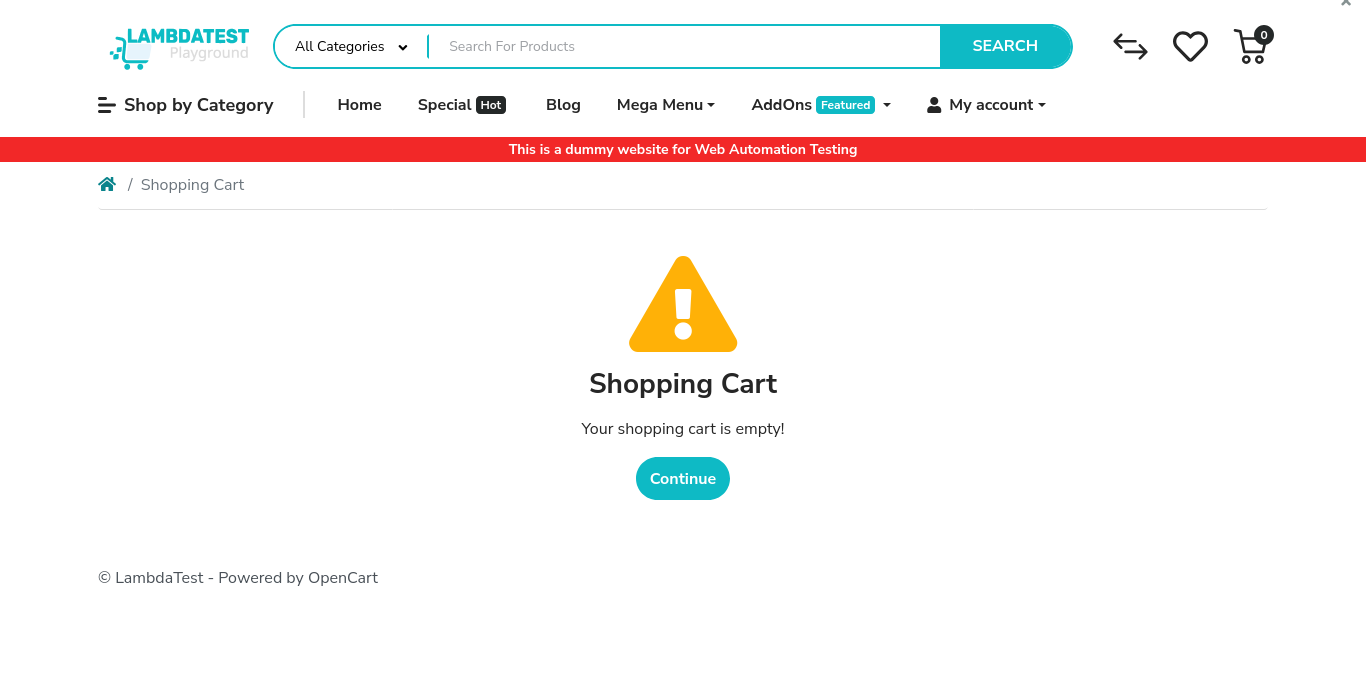 LAMBDATEST
Playground
All Categories
Search For Products
SEARCH
0
Shop by Category
Home
Special Hot
Blog
Mega Menu
AddOns Featured
My account
This is a dummy website for Web Automation Testing
/ Shopping Cart
Shopping Cart
Your shopping cart is empty!
Continue
© LambdaTest - Powered by OpenCart